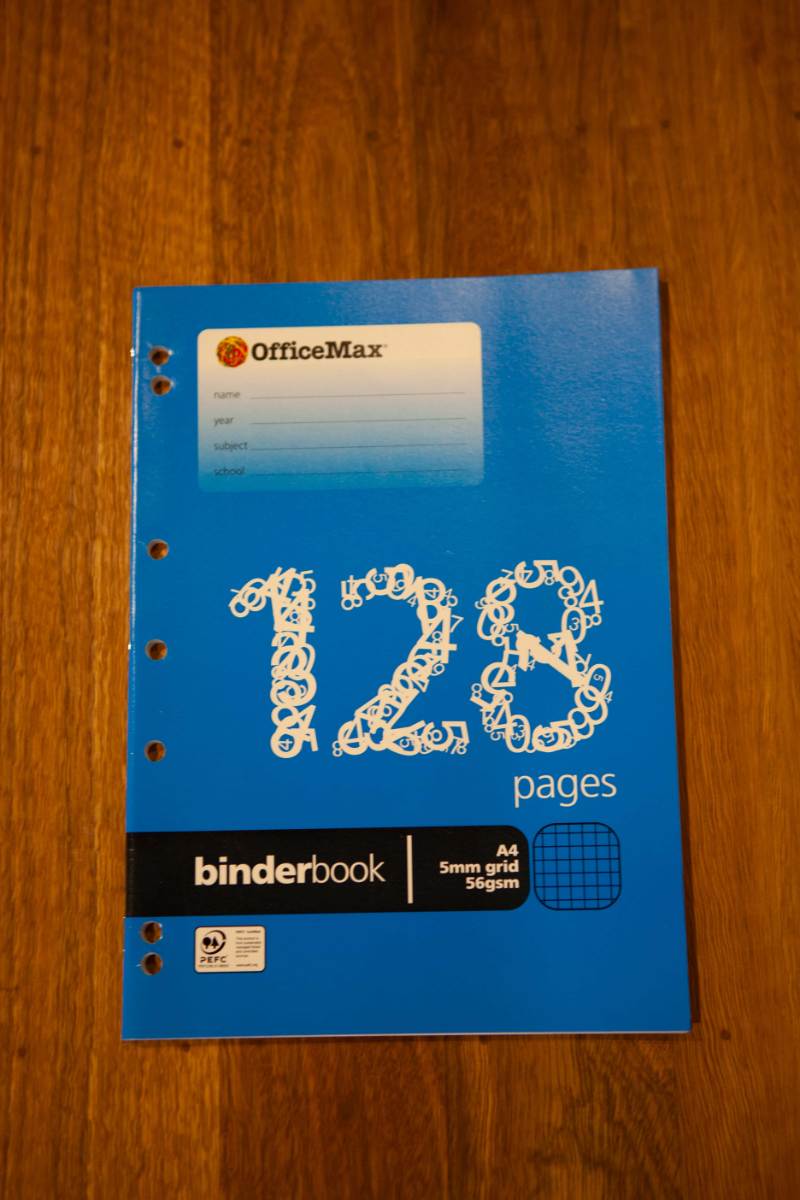 OfficeMax
name
year
subject
school
128
pages
binderbook
A4
5mm grid
56gsm
PEFC